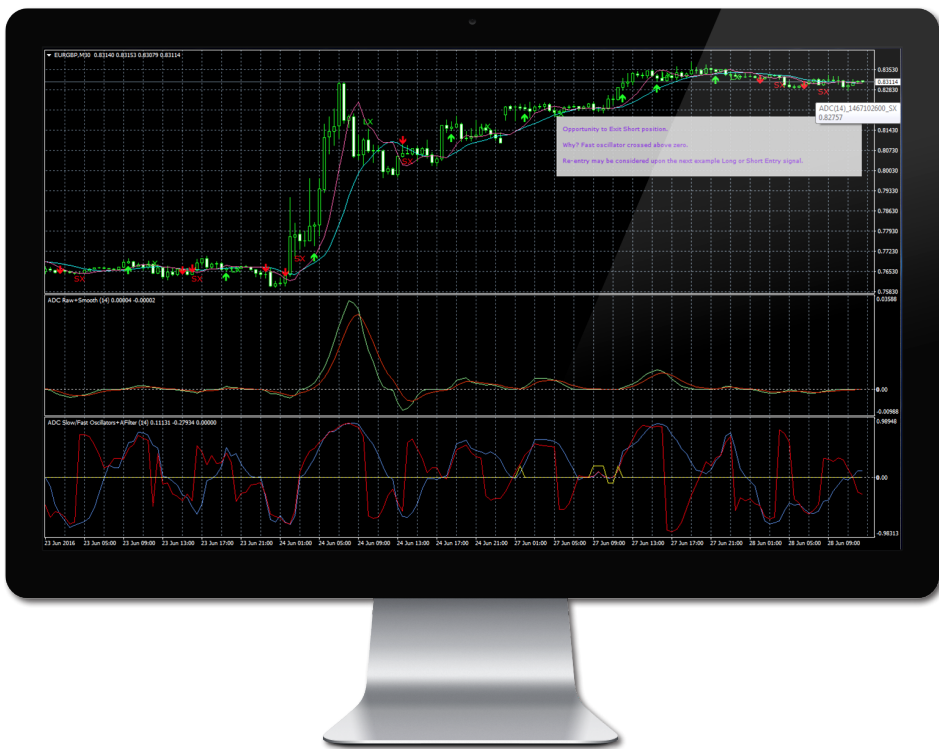 EURGBP,M30 0.83140 0.83153 0.83079 0.83114
0.83530
0.83114
0.82830
ADC(14)_1467102600_SX
0.82757
Opportunity to Exit Short position.
Why? Fast oscillator crossed above zero.
Re-entry may be considered upon the next example Long or Short Entry signal.
0.81430
0.80730
0.80030
0.79330
0.78630
0.77930
0.77230
0.76530
0.75830
LX
SX
LX
SX
SX
LX
SX
LX
SX
LX
SX
SX
ADC Raw+Smooth (14) 0.00804 -0.00002
0.03588
0.00
-0.00988
ADC Slow/Fast Oscillators+AFilter (14) 0.11131 -0.27934 0.00000
0.98948
0.00
-0.98313
23 Jun 2016 23 Jun 05:00 23 Jun 09:00 23 Jun 13:00 23 Jun 17:00 23 Jun 21:00 24 Jun 01:00 24 Jun 05:00 24 Jun 09:00 24 Jun 13:00 24 Jun 17:00 24 Jun 21:00 27 Jun 01:00 27 Jun 05:00 27 Jun 09:00 27 Jun 13:00 27 Jun 17:00 27 Jun 21:00 28 Jun 01:00 28 Jun 05:00 28 Jun 09:00